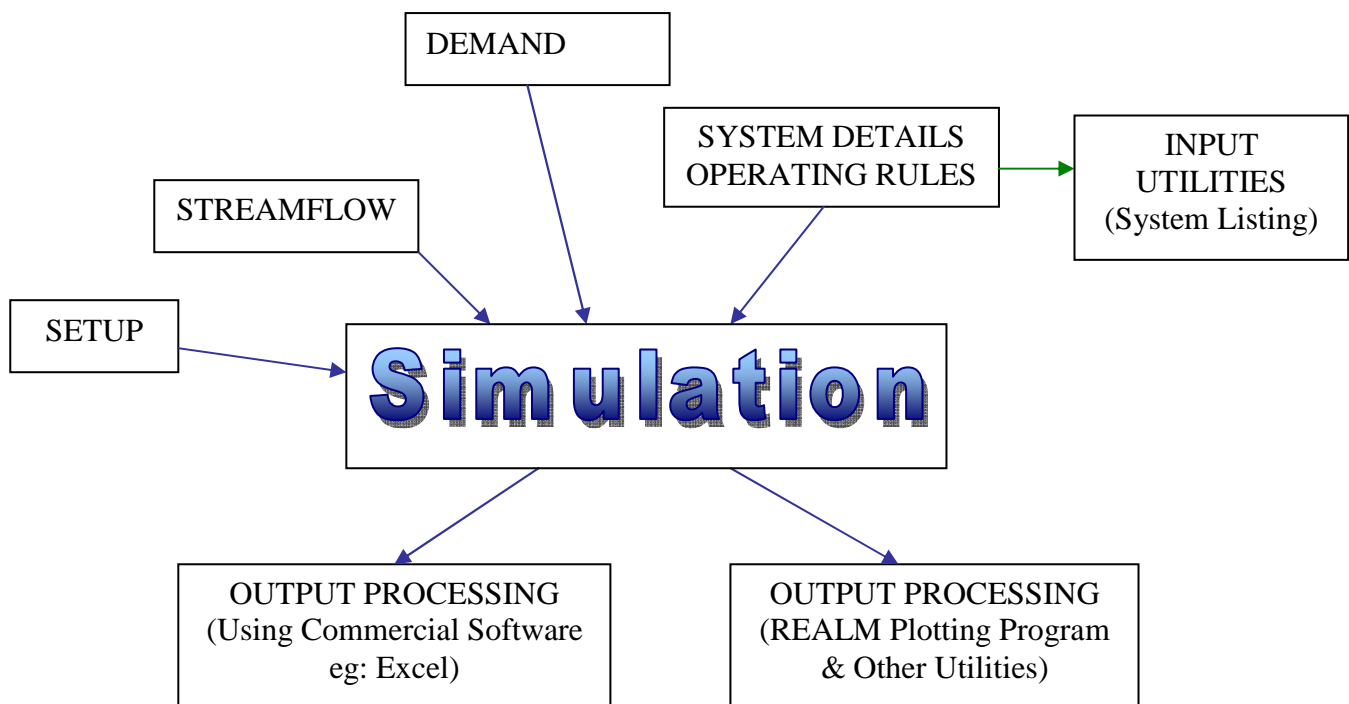 DEMAND
SYSTEM DETAILS
OPERATING RULES
INPUT
UTILITIES
(System Listing)
STREAMFLOW
SETUP
Simulation
OUTPUT PROCESSING
(Using Commercial Software
eg: Excel)
OUTPUT PROCESSING
(REALM Plotting Program
& Other Utilities)